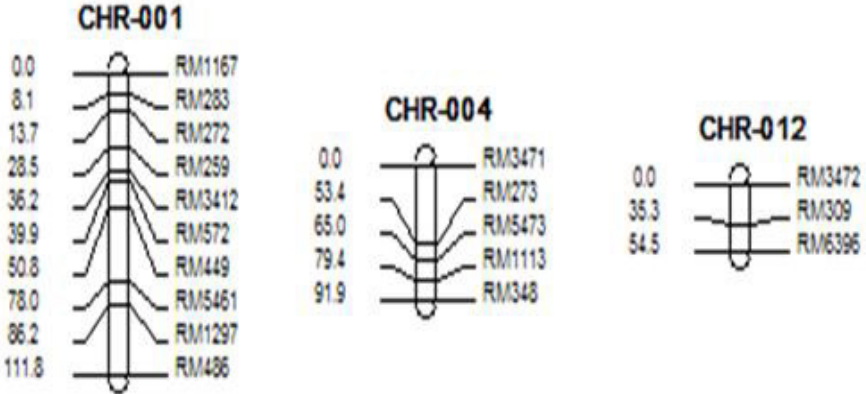 CHR-001
0.0 RM1167
8.1 RM283
13.7 RM272
28.5 RM259
36.2 RM3412
39.9 RM572
50.8 RM449
78.0 RM5461
86.2 RM1297
111.8 RM486
CHR-004
0.0 RM3471
53.4 RM273
65.0 RM5473
79.4 RM1113
91.9 RM348
CHR-012
0.0 RM3472
35.3 RM309
54.5 RM6396